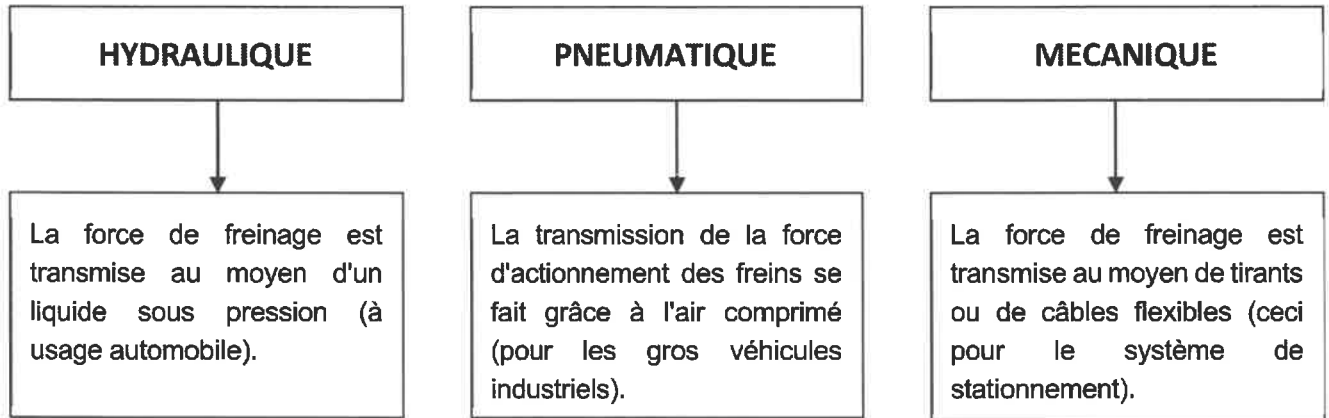 HYDRAULIQUE
PNEUMATIQUE
MECANIQUE
La force de freinage est
transmise au moyen d'un
liquide sous pression (à
usage automobile).
La transmission de la force
d'actionnement des freins se
fait grâce à l'air comprimé
(pour les gros véhicules
industriels).
La force de freinage est
transmise au moyen de tirants
ou de câbles flexibles (ceci
pour le système de
stationnement).